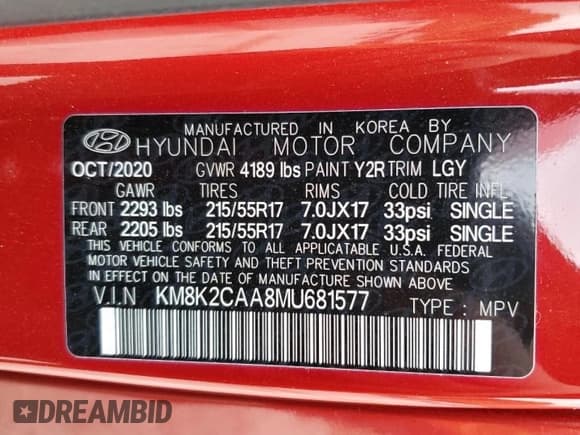 MANUFACTURED IN KOREA BY
HYUNDAI MOTOR COMPANY
OCT/2020 GVWR 4189 lbs PAINT Y2R TRIM LGY
GAWR TIRES RIMS COLD TIRE INFL
FRONT 2293 lbs 215/55R17 7.0JX17 33psi SINGLE
REAR 2205 lbs 215/55R17 7.0JX17 33psi SINGLE
THIS VEHICLE CONFORMS TO ALL APPLICABLE U.S.A. FEDERAL
MOTOR VEHICLE SAFETY AND THEFT PREVENTION STANDARDS
IN EFFECT ON THE DATE OF MANUFACTURE SHOWN ABOVE
V.I.N KM8K2CAA8MU681577 TYPE : MPV
DREAMBID